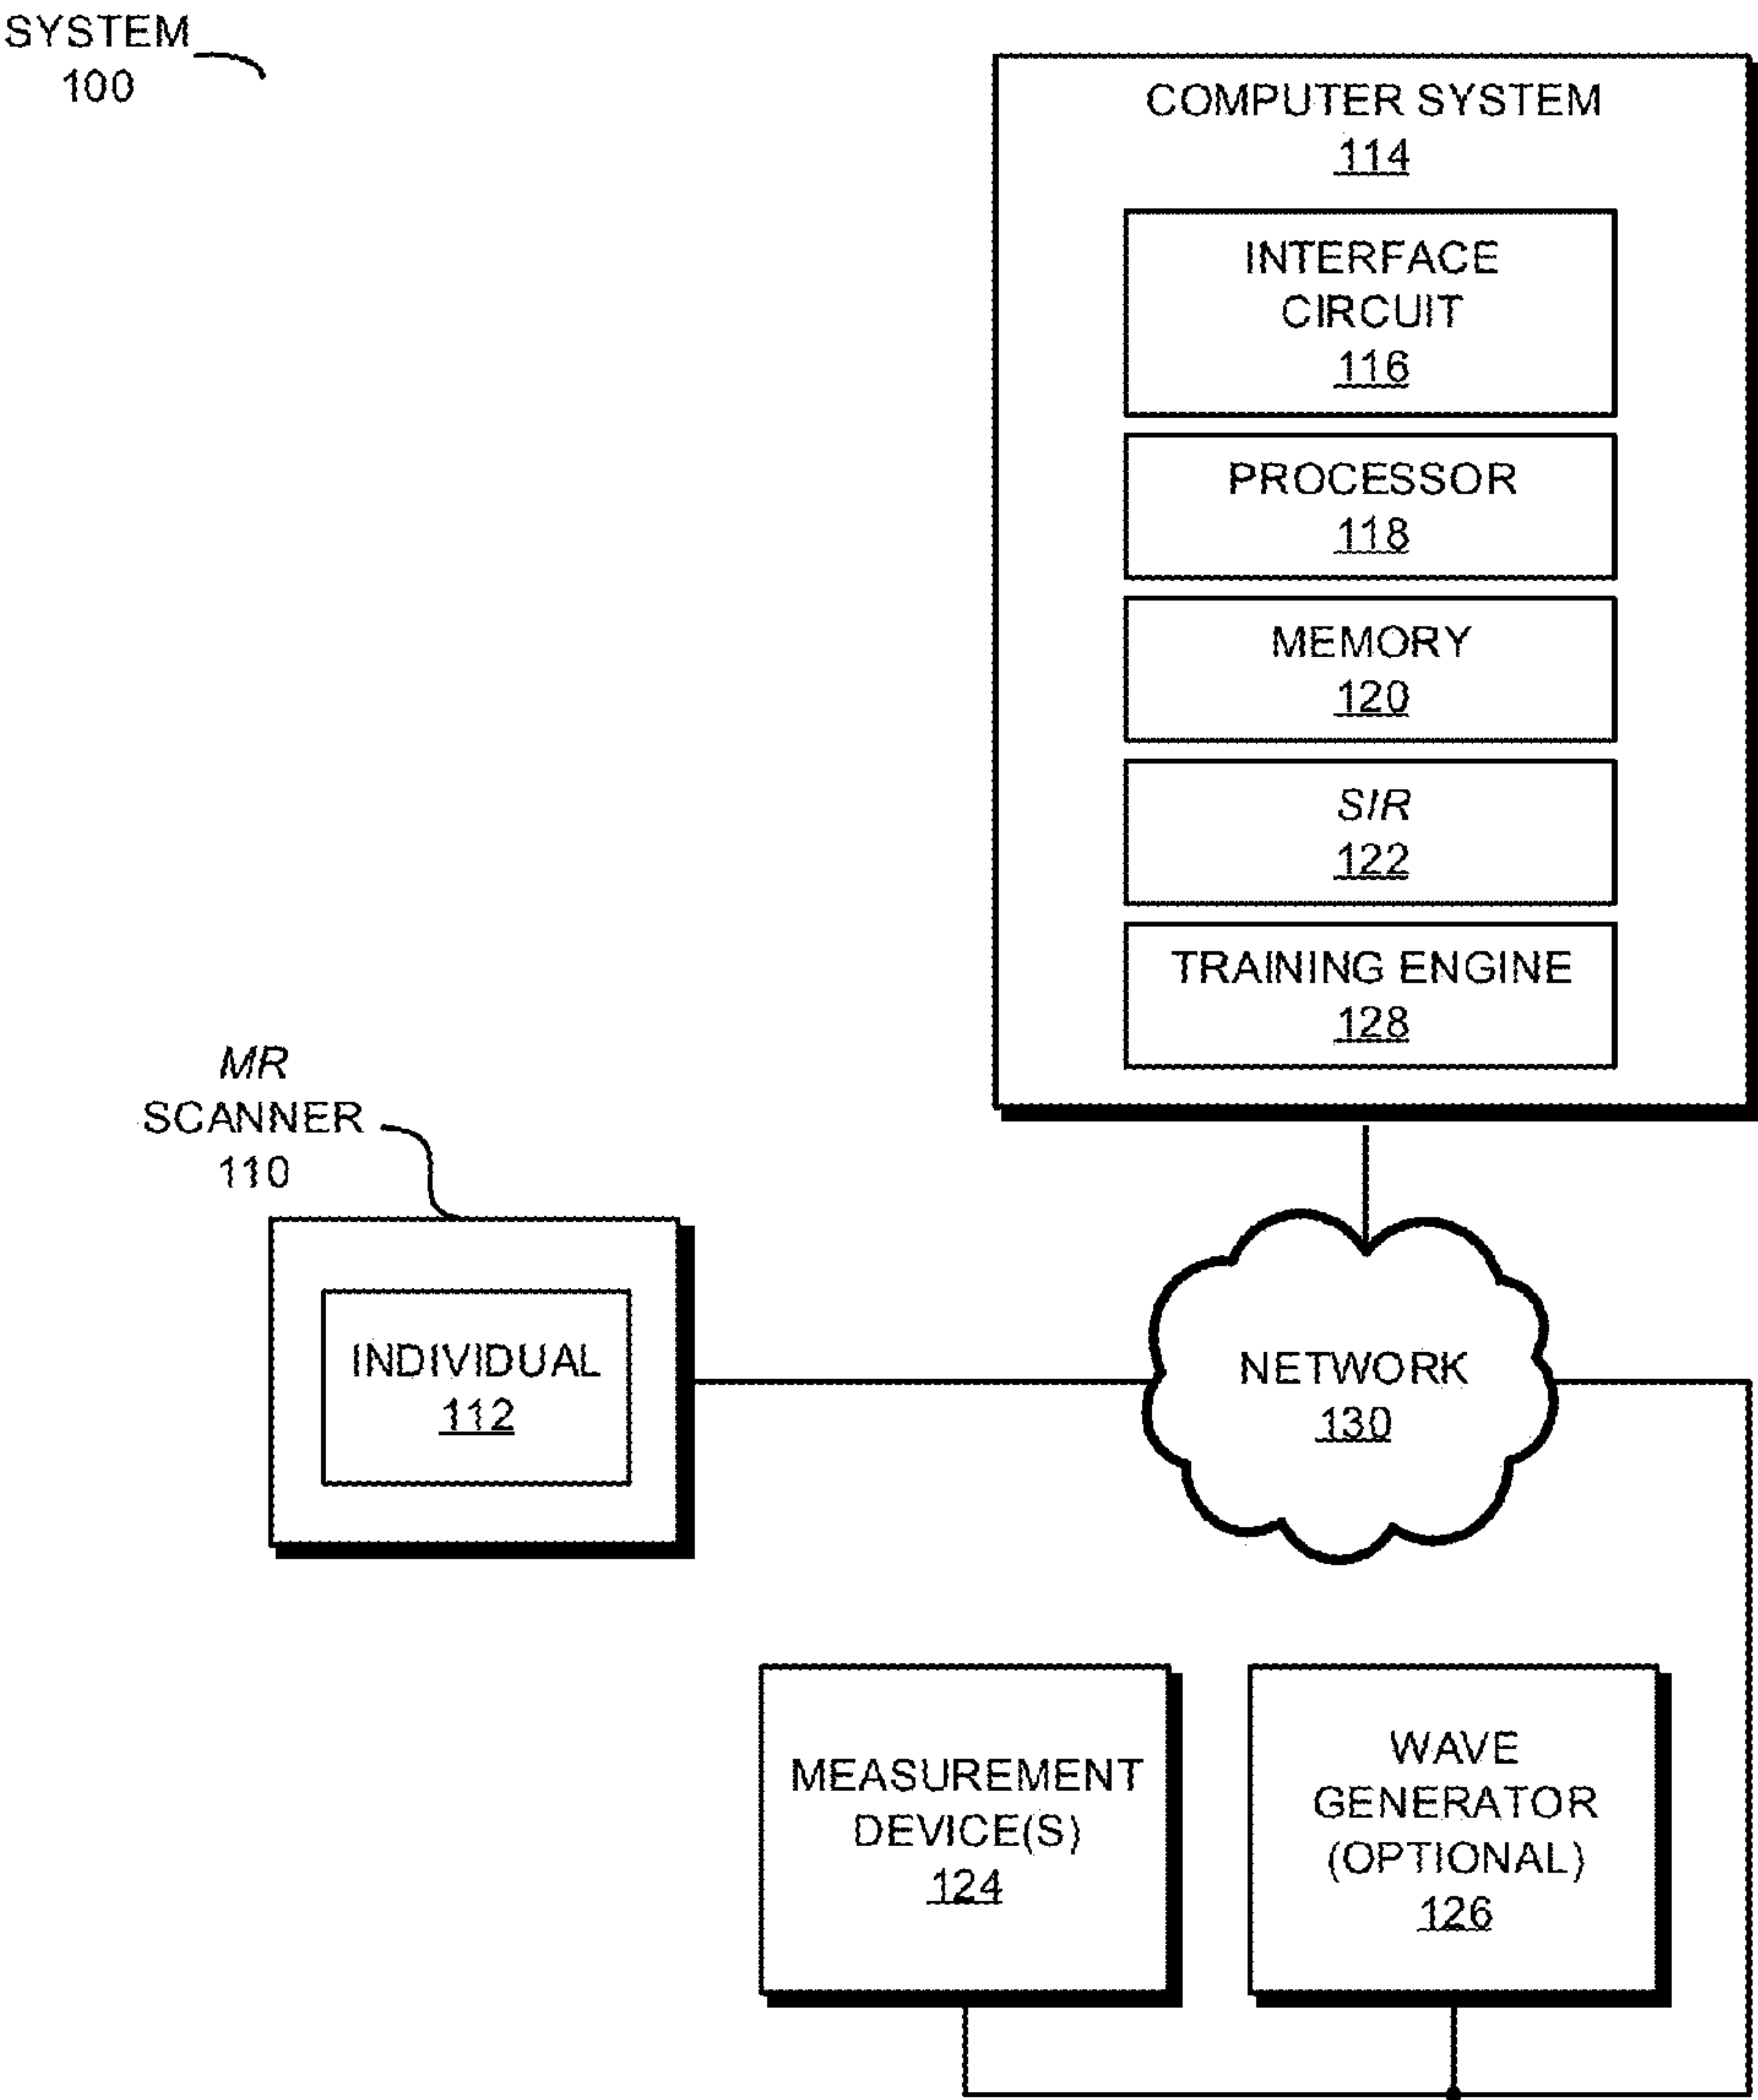 SYSTEM
100
COMPUTER SYSTEM
114
INTERFACE
CIRCUIT
116
PROCESSOR
118
MEMORY
120
SIR
122
TRAINING ENGINE
128
MR
SCANNER
110
INDIVIDUAL
112
NETWORK
130
MEASUREMENT
DEVICE(S)
124
WAVE
GENERATOR
(OPTIONAL)
126